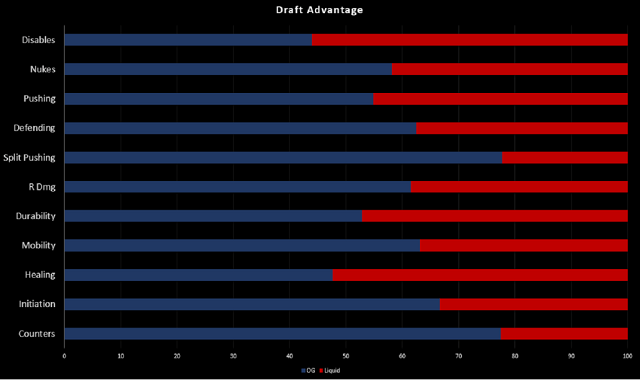 Draft Advantage
Disables
Nukes
Pushing
Defending
Split Pushing
R Dmg
Durability
Mobility
Healing
Initiation
Counters
0 10 20 30 40 50 60 70 80 90 100
OG Liquid